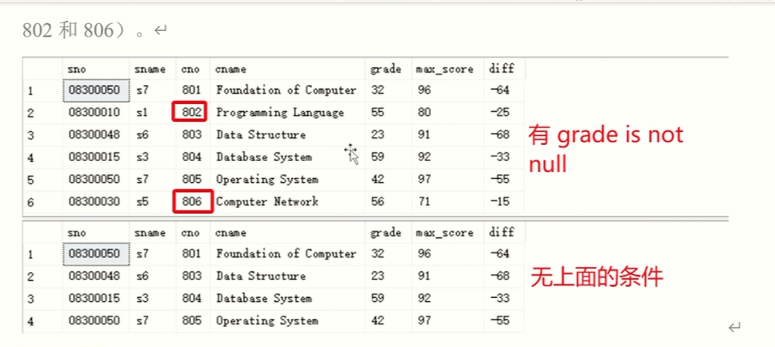 802 和 806）。
sno sname cno cname grade max_score diff
1 08300050 s7 801 Foundation of Computer 32 96 -64
2 08300010 s1 802 Programming Language 55 80 -25
3 08300048 s6 803 Data Structure 23 91 -68
4 08300015 s3 804 Database System 59 92 -33
5 08300050 s7 805 Operating System 42 97 -55
6 08300030 s5 806 Computer Network 56 71 -15
有 grade is not
null
sno sname cno cname grade max_score diff
1 08300050 s7 801 Foundation of Computer 32 96 -64
2 08300048 s6 803 Data Structure 23 91 -68
3 08300015 s3 804 Database System 59 92 -33
4 08300050 s7 805 Operating System 42 97 -55
无上面的条件